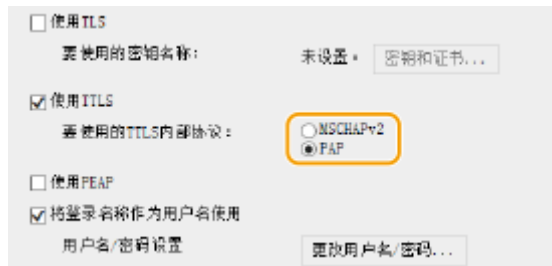 使用TLS
要使用的密钥名称： 未设置。 密钥和证书...
使用TTLS
要使用的TTLS内部协议： MSCHAPv2
PAP
使用PEAP
将登录名称作为用户名使用
用户名/密码设置 更改用户名/密码...